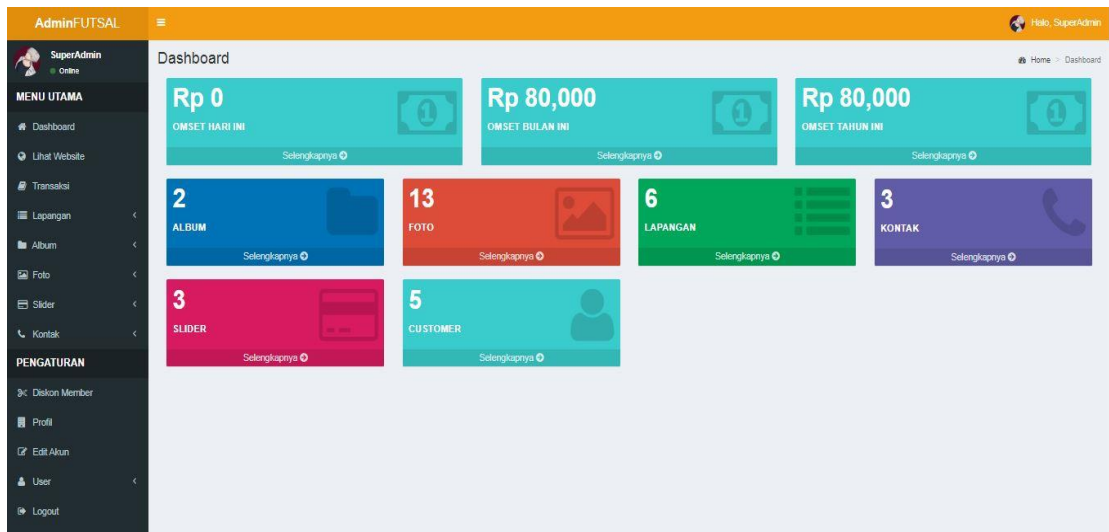 AdminFUTSAL
Halo, SuperAdmin
SuperAdmin
Online
MENU UTAMA
Dashboard
Lihat Website
Transaksi
Lapangan
Album
Foto
Slider
Kontak
PENGATURAN
Diskon Member
Profil
Edit Akun
User
Logout
Dashboard
Home > Dashboard
Rp 0
OMSET HARI INI
Selengkapnya
Rp 80,000
OMSET BULAN INI
Selengkapnya
Rp 80,000
OMSET TAHUN INI
Selengkapnya
2
ALBUM
Selengkapnya
13
FOTO
Selengkapnya
6
LAPANGAN
Selengkapnya
3
KONTAK
Selengkapnya
3
SLIDER
Selengkapnya
5
CUSTOMER
Selengkapnya